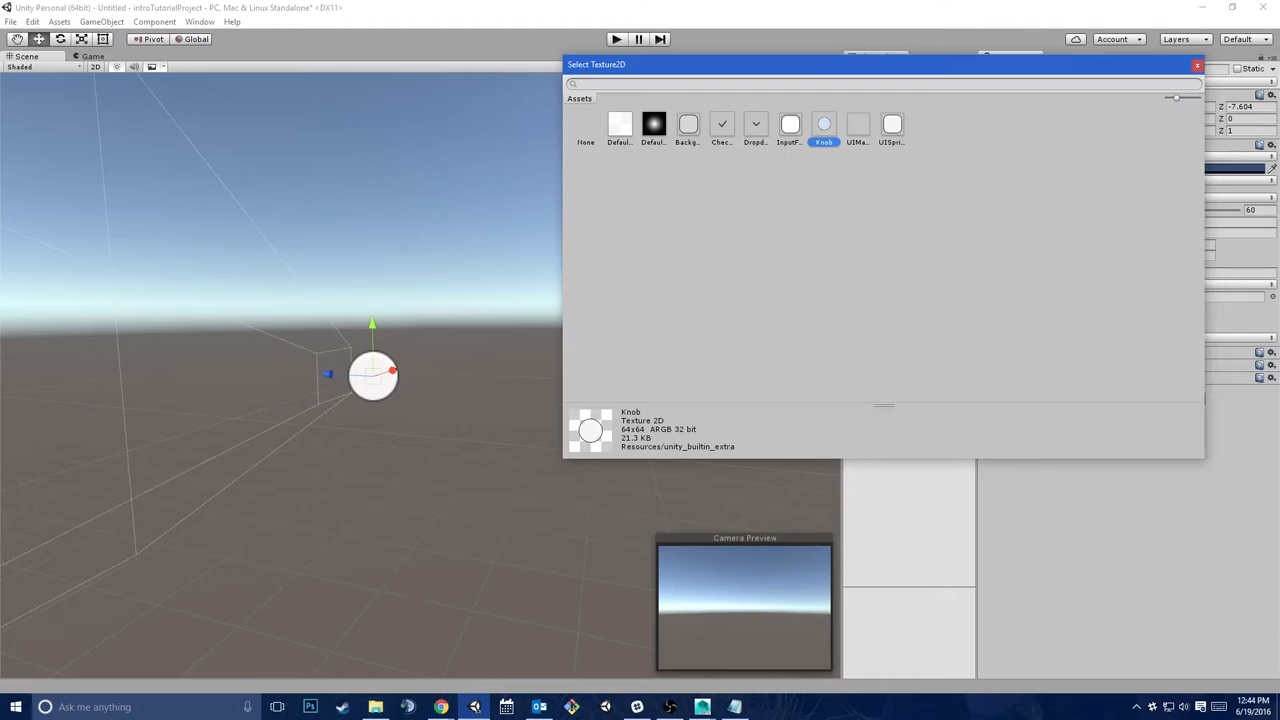 Unity Personal (64bit) - Untitled - introTutorialProject - PC, Mac & Linux Standalone* <DX11>
File Edit Assets GameObject Component Window Help
Pivot Global Account Layers Default
Scene Game
Shaded 2D
Select Texture2D
Static
Assets
Z -7.604
Z 0
Z 1
None Defaul... Defaul... Backg... Chec... Dropd... InputF... Knob UIMa... UISpri...
60
Knob
Texture 2D
64x64 ARGB 32 bit
21.3 KB
Resources/unity_builtin_extra
Camera Preview
Ask me anything
12:44 PM
6/19/2016